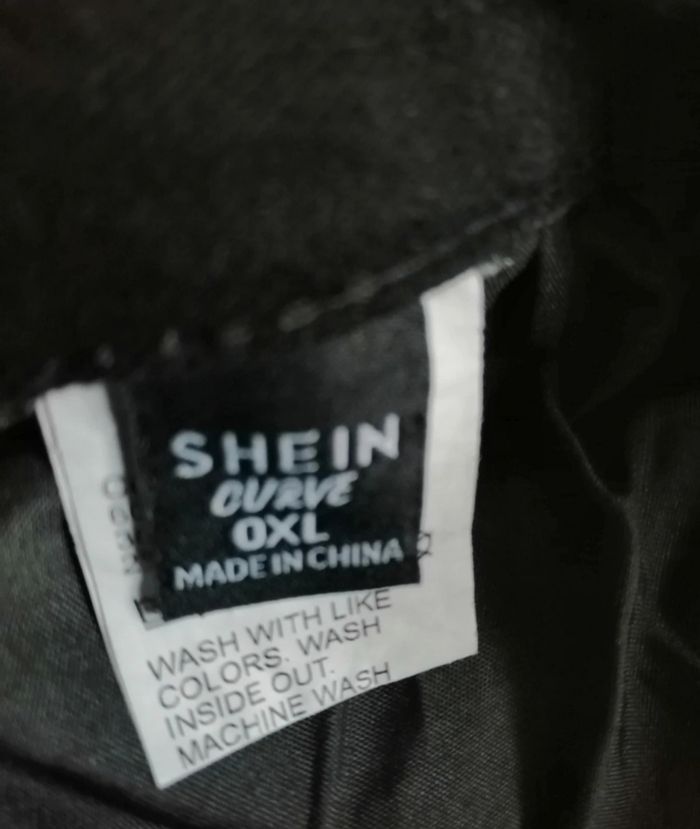 SHEIN
CURVE
0XL
MADE IN CHINA
WASH WITH LIKE
COLORS. WASH
INSIDE OUT.
MACHINE WASH